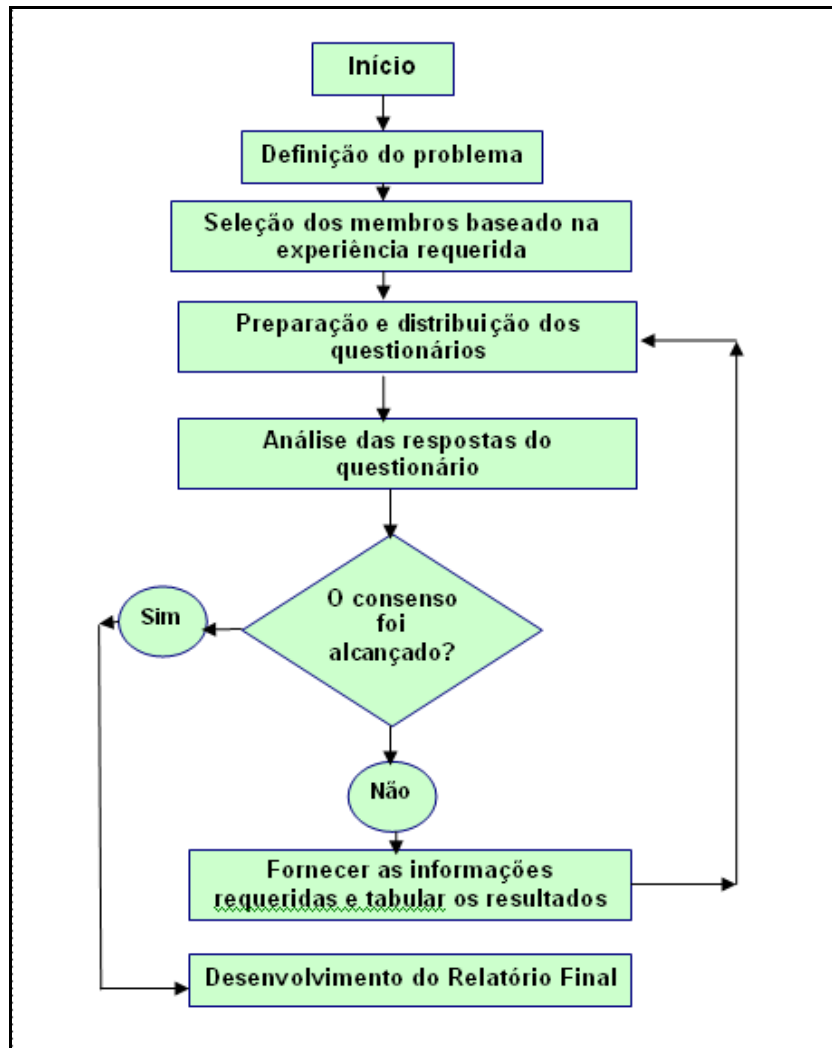 Início
Definição do problema
Seleção dos membros baseado na
experiência requerida
Preparação e distribuição dos
questionários
Análise das respostas do
questionário
O consenso
foi
alcançado?
Sim
Não
Fornecer as informações
requeridas e tabular os resultados
Desenvolvimento do Relatório Final